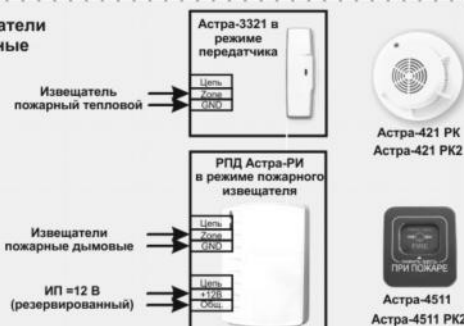 атели
ные
Астра-3321 в
режиме
передатчика
Извещатель
пожарный тепловой
Цепь
Zone
GND
Астра-421 РК
Астра-421 РК2
РПД Астра-РИ
в режиме пожарного
извещателя
Извещатели
пожарные дымовые
Цепь
Zone
GND
ИП =12 В
(резервированный)
Цепь
+12В
Общ.
FIRE
ПРИ ПОЖАРЕ
Астра-4511
Астра-4511 РК2